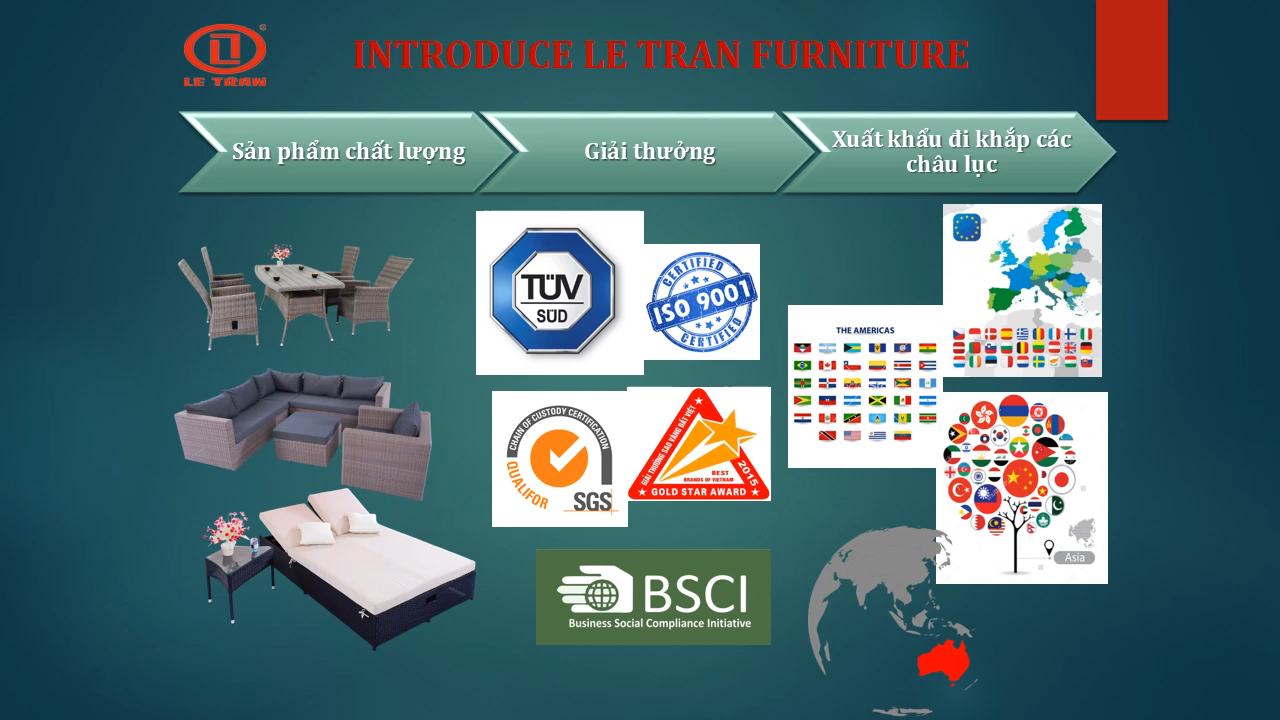 LE TRAN
®
INTRODUCE LE TRAN FURNITURE
Sản phẩm chất lượng
Giải thưởng
Xuất khẩu đi khắp các
châu lục
TÜV
SÜD
CERTIFIED
ISO 9001
CERTIFIED
THE AMERICAS
CHAIN OF CUSTODY CERTIFICATION
QUALIFOR
SGS
GIẢI THƯỞNG SAO VÀNG ĐẤT VIỆT
BEST
BRANDS OF VIETNAM
2015
GOLD STAR AWARD
Asia
BSCI
Business Social Compliance Initiative